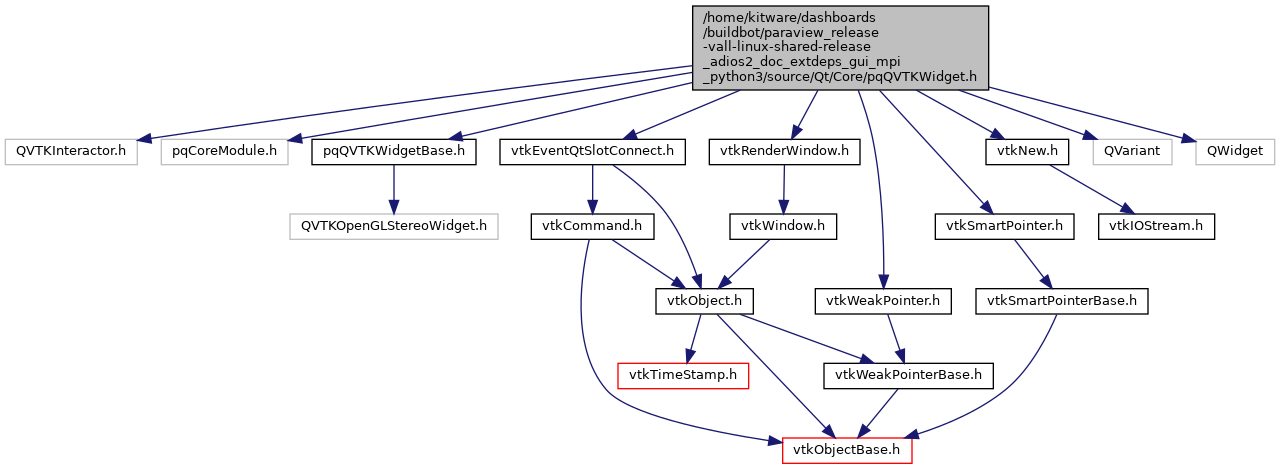 /home/kitware/dashboards
/buildbot/paraview_release
-vall-linux-shared-release
_adios2_doc_extdeps_gui_mpi
_python3/source/Qt/Core/pqQVTKWidget.h
QVTKInteractor.h
pqCoreModule.h
pqQVTKWidgetBase.h
vtkEventQtSlotConnect.h
vtkRenderWindow.h
vtkNew.h
QVariant
QWidget
QVTKOpenGLStereoWidget.h
vtkCommand.h
vtkWindow.h
vtkSmartPointer.h
vtkIOStream.h
vtkObject.h
vtkWeakPointer.h
vtkSmartPointerBase.h
vtkTimeStamp.h
vtkWeakPointerBase.h
vtkObjectBase.h